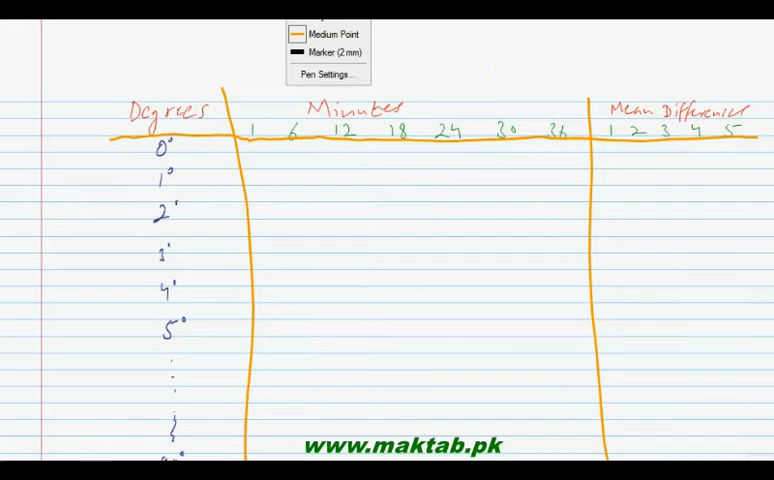 Medium Point
Marker (2 mm)
Pen Settings...
Degrees Minutes Mean Differences
1 6 12 18 24 30 36 1 2 3 4 5
0°
1°
2°
3°
4°
5°
www.maktab.pk